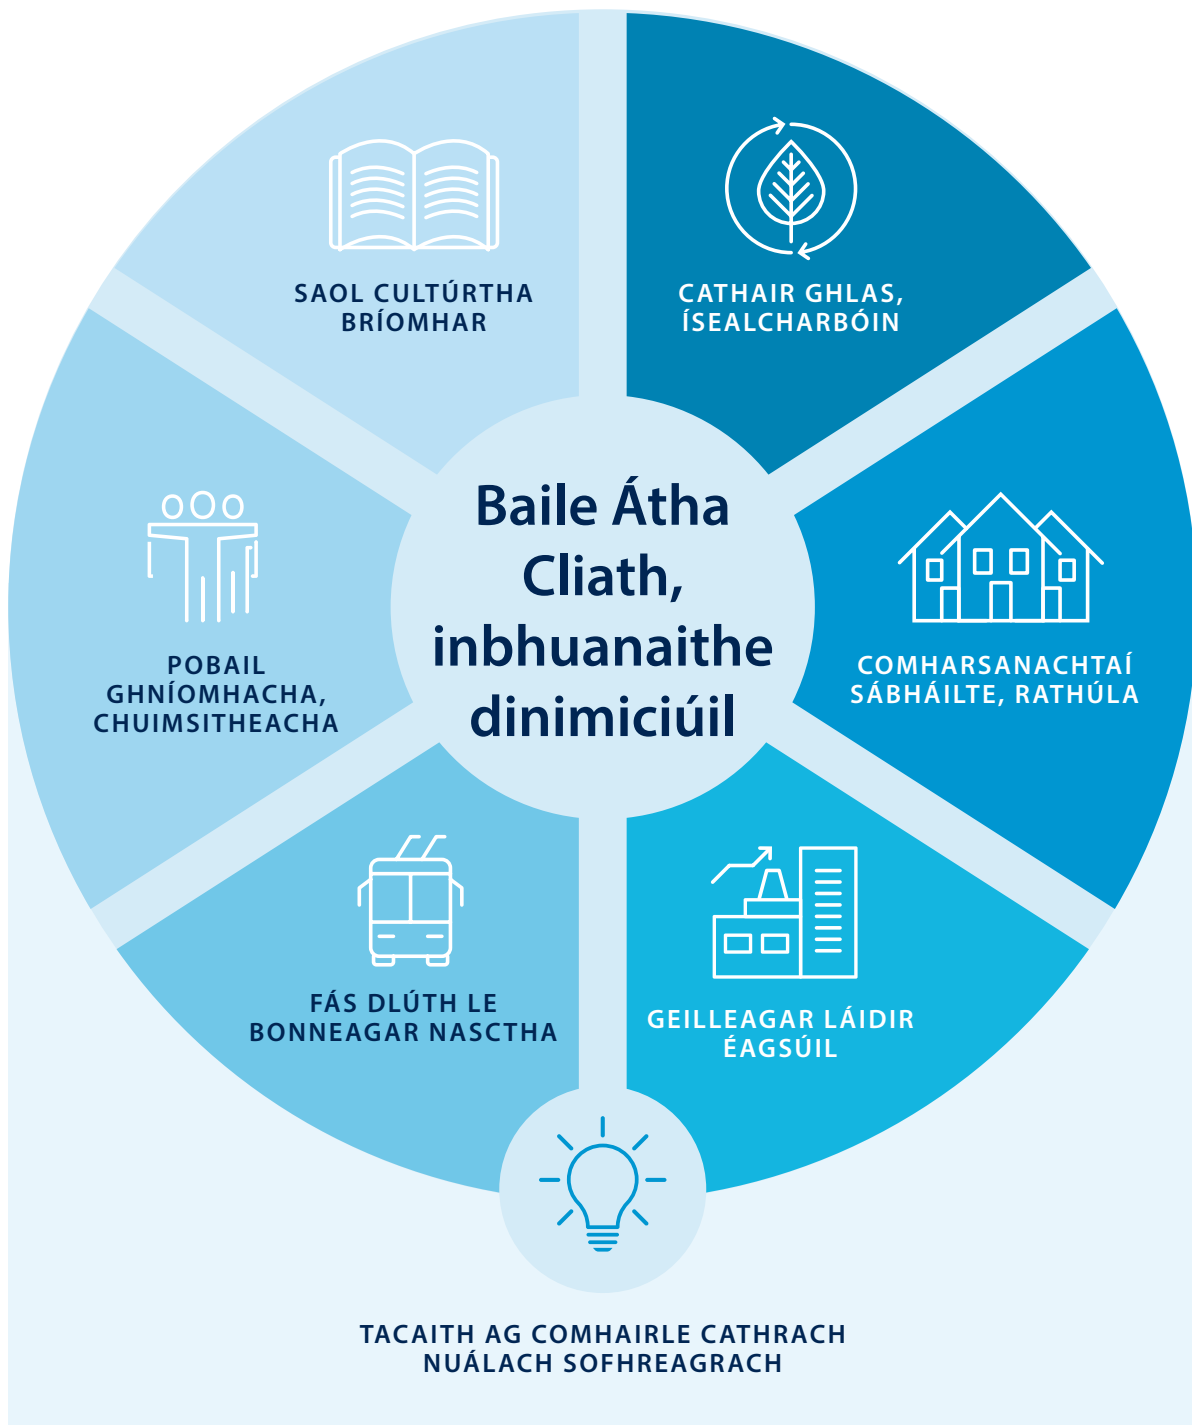 SAOL CULTÚRTHA
BRÍOMHAR
CATHAIR GHLAS,
ÍSEALCHARBÓIN
Baile Átha
Cliath,
inbhuanaithe
dinimiciúil
POBAIL
GHNÍOMHACHA,
CHUIMSITHEACHA
COMHARSANACHTAÍ
SÁBHÁILTE, RATHÚLA
FÁS DLÚTH LE
BONNEAGAR NASCTHA
GEILLEAGAR LÁIDIR
ÉAGSÚIL
TACAITH AG COMHAIRLE CATHRACH
NUÁLACH SOFHREAGRACH